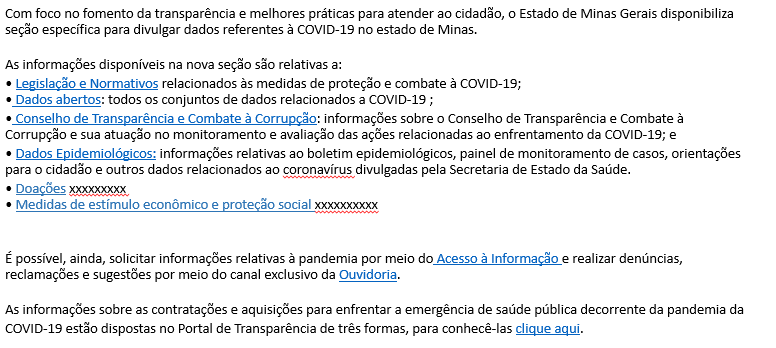 Com foco no fomento da transparência e melhores práticas para atender ao cidadão, o Estado de Minas Gerais disponibiliza
seção específica para divulgar dados referentes à COVID-19 no estado de Minas.
As informações disponíveis na nova seção são relativas a:
• Legislação e Normativos relacionados às medidas de proteção e combate à COVID-19;
• Dados abertos: todos os conjuntos de dados relacionados a COVID-19 ;
• Conselho de Transparência e Combate à Corrupção: informações sobre o Conselho de Transparência e Combate à
Corrupção e sua atuação no monitoramento e avaliação das ações relacionadas ao enfrentamento da COVID-19; e
• Dados Epidemiológicos: informações relativas ao boletim epidemiológicos, painel de monitoramento de casos, orientações
para o cidadão e outros dados relacionados ao coronavírus divulgadas pela Secretaria de Estado da Saúde.
• Doações xxxxxxxxx
• Medidas de estímulo econômico e proteção social xxxxxxxxxx
É possível, ainda, solicitar informações relativas à pandemia por meio do Acesso à Informação e realizar denúncias,
reclamações e sugestões por meio do canal exclusivo da Ouvidoria.
As informações sobre as contratações e aquisições para enfrentar a emergência de saúde pública decorrente da pandemia da
COVID-19 estão dispostas no Portal de Transparência de três formas, para conhecê-las clique aqui.